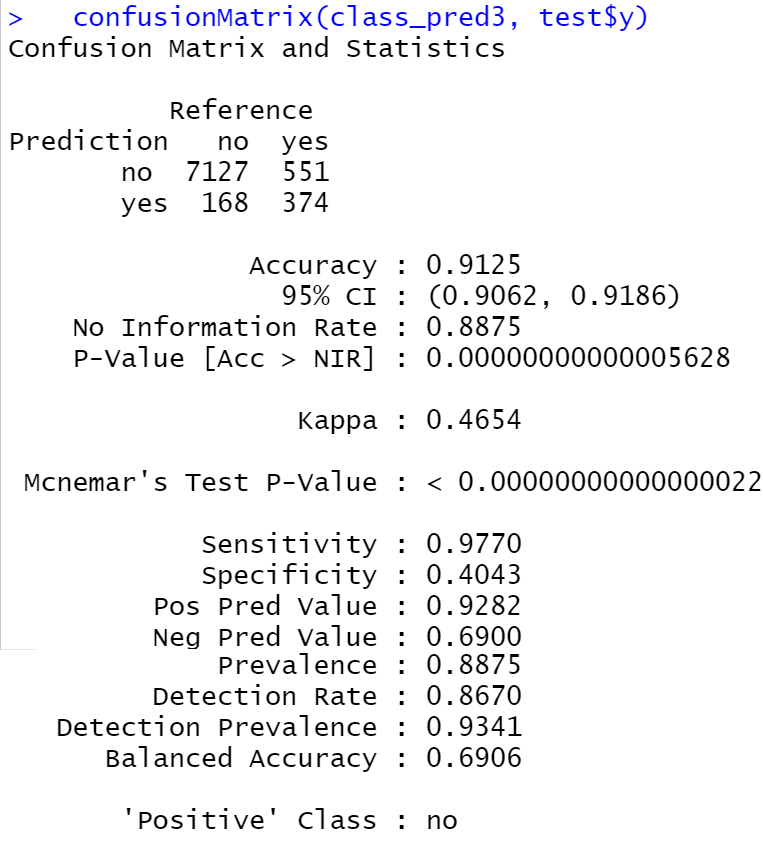 >   confusionMatrix(class_pred3, test$y)
Confusion Matrix and Statistics

          Reference
Prediction   no  yes
       no  7127  551
       yes  168  374

               Accuracy : 0.9125
                 95% CI : (0.9062, 0.9186)
    No Information Rate : 0.8875
    P-Value [Acc > NIR] : 0.00000000000005628

                  Kappa : 0.4654

 Mcnemar's Test P-Value : < 0.00000000000000022

            Sensitivity : 0.9770
            Specificity : 0.4043
         Pos Pred Value : 0.9282
         Neg Pred Value : 0.6900
             Prevalence : 0.8875
         Detection Rate : 0.8670
   Detection Prevalence : 0.9341
      Balanced Accuracy : 0.6906

       'Positive' Class : no